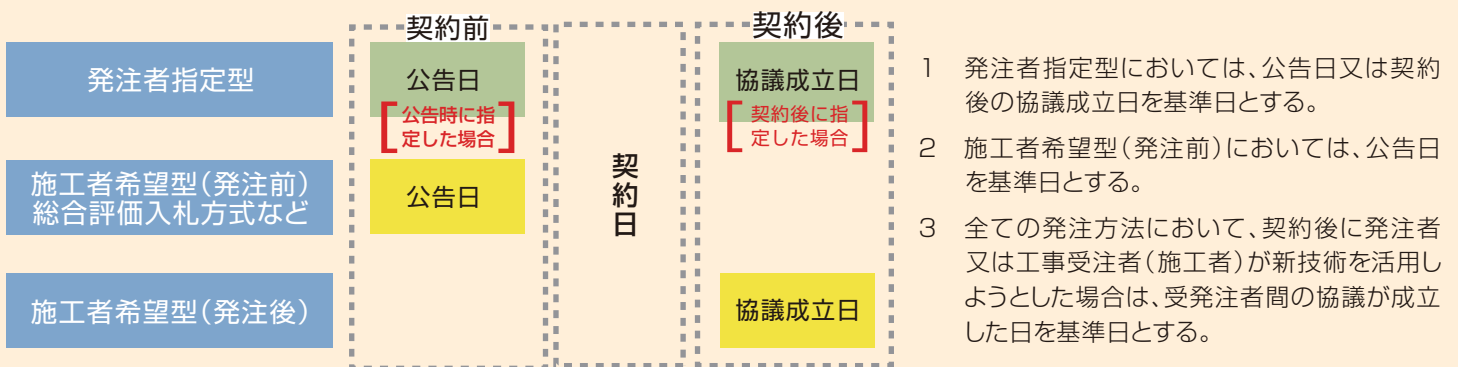 契約前
契約後
発注者指定型
公告日
公告時に指
定した場合
協議成立日
契約後に指
定した場合
施工者希望型(発注前)
総合評価入札方式など
公告日
契約日
施工者希望型(発注後)
協議成立日
1 発注者指定型においては、公告日又は契約
後の協議成立日を基準日とする。
2 施工者希望型(発注前)においては、公告日
を基準日とする。
3 全ての発注方法において、契約後に発注者
又は工事受注者(施工者)が新技術を活用し
ようとした場合は、受発注者間の協議が成立
した日を基準日とする。